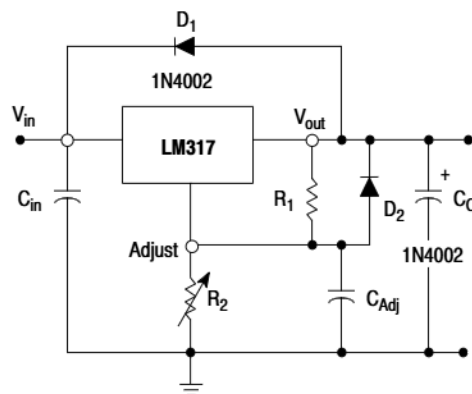 D1
1N4002
Vin
Vout
LM317
Cin
R1
D2
+
CO
1N4002
Adjust
R2
CAdj